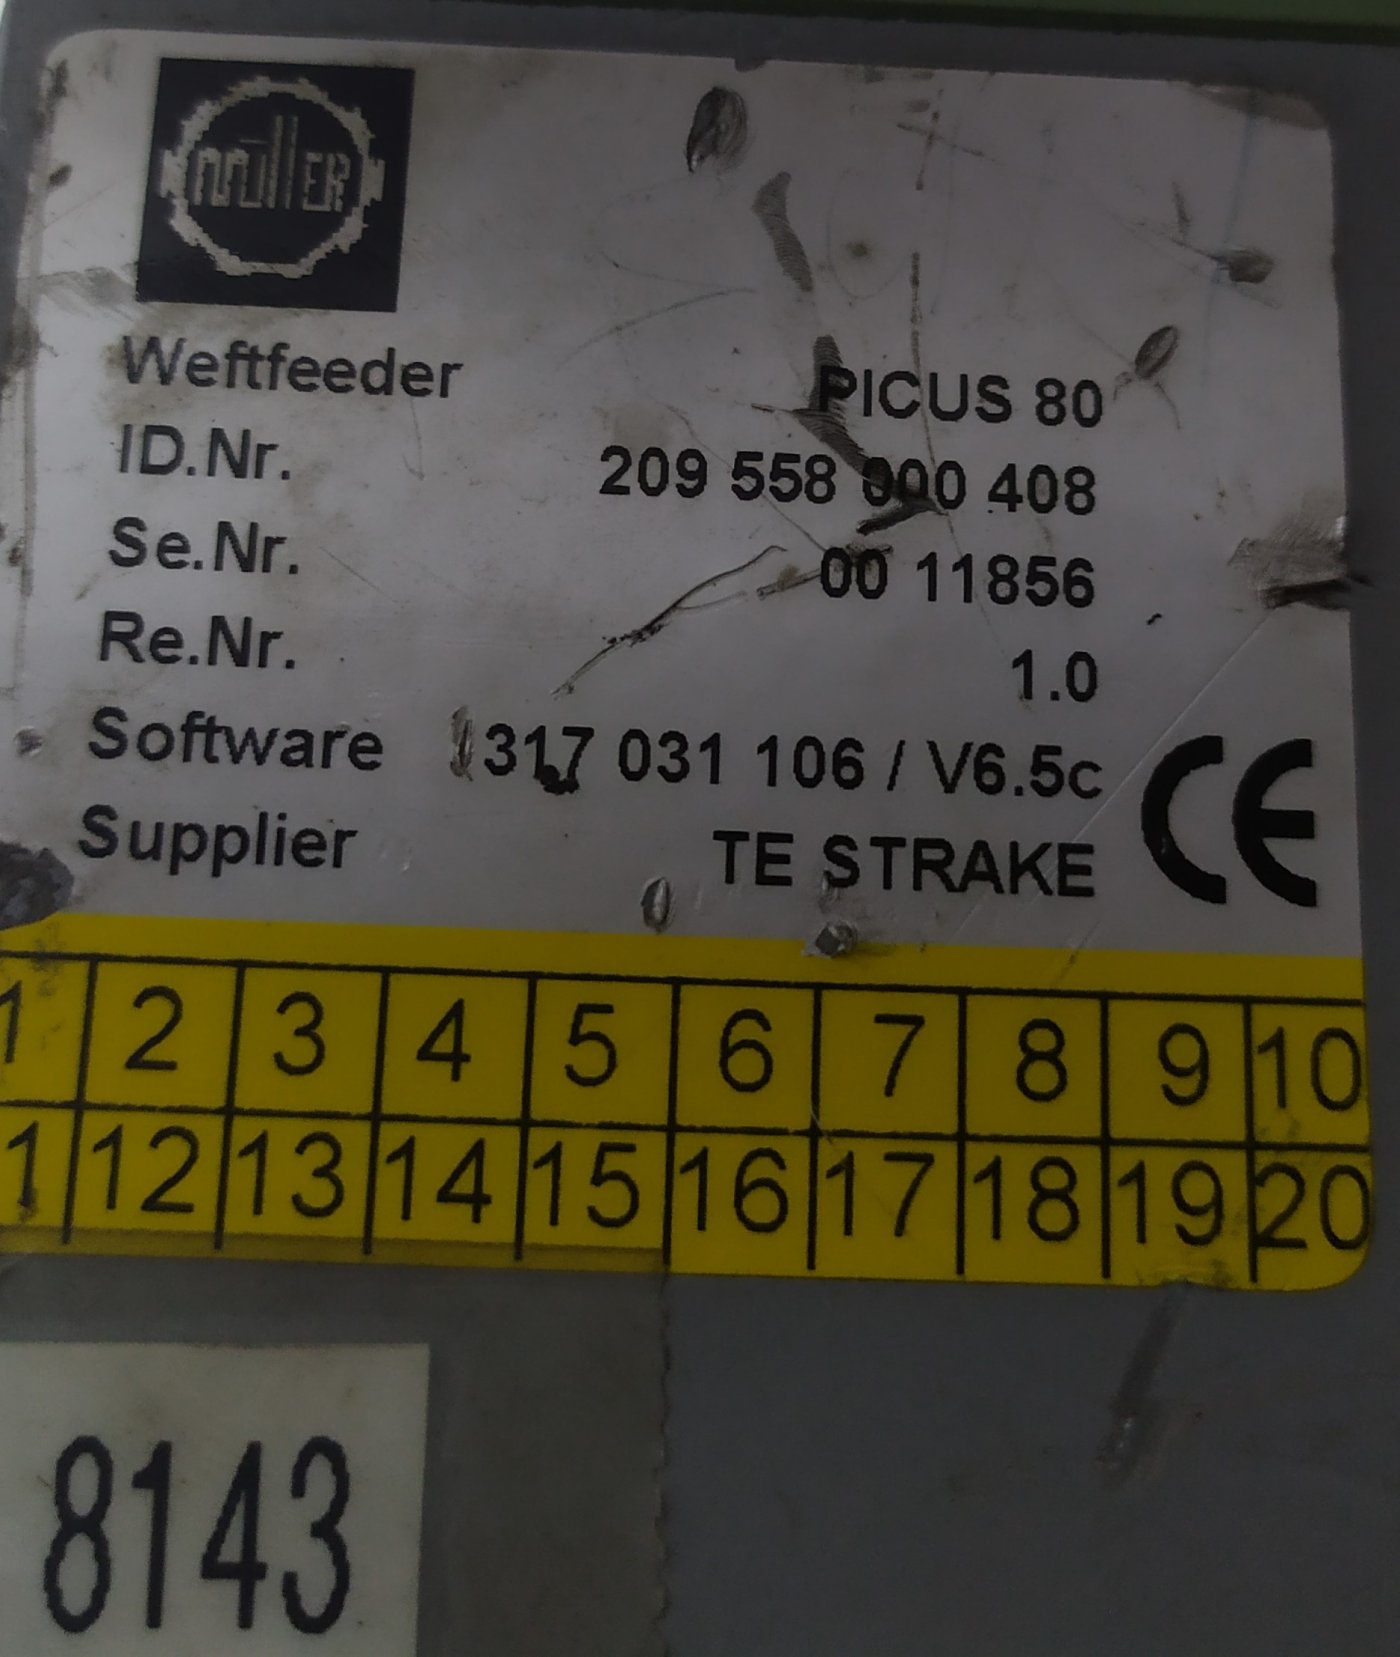 müller
Weftfeeder PICUS 80
ID.Nr. 209 558 000 408
Se.Nr. 00 11856
Re.Nr. 1.0
Software 317 031 106 / V6.5c
Supplier TE STRAKE
CE
1 2 3 4 5 6 7 8 9 10
1 12 13 14 15 16 17 18 19 20
8143